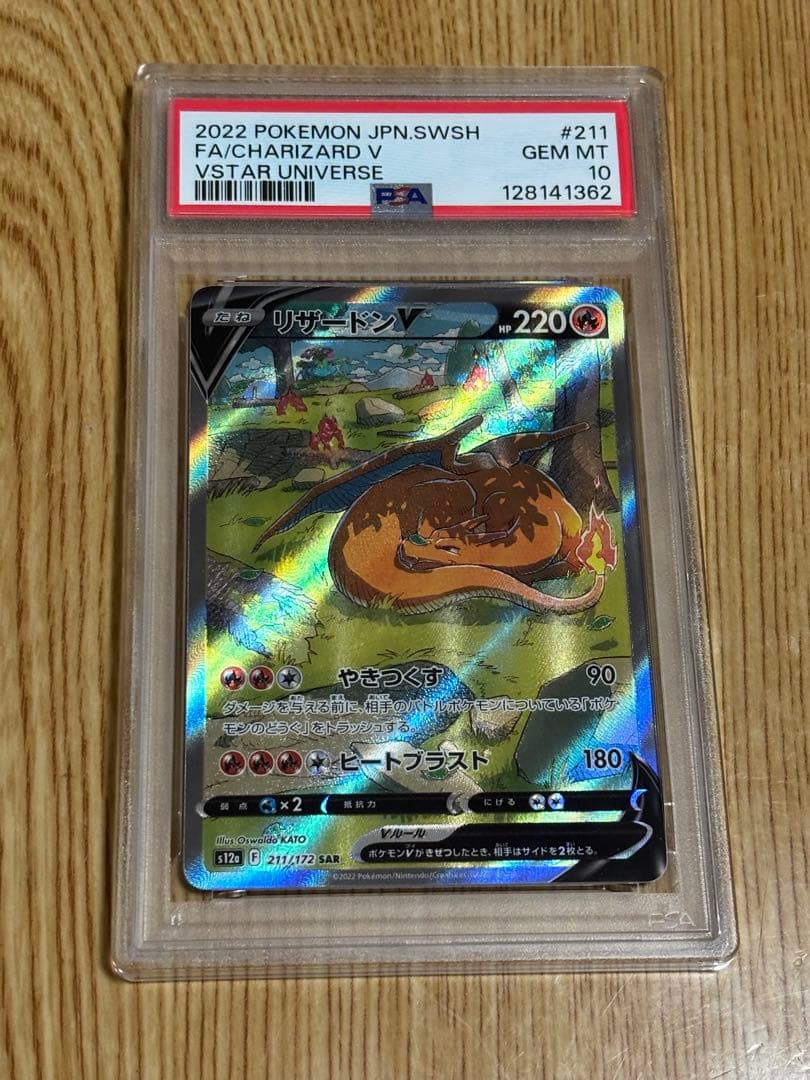 2022 POKEMON JPN.SWSH #211
FA/CHARIZARD V GEM MT
VSTAR UNIVERSE 10
PSA 128141362
たね リザードンV HP 220
やきつくす 90
ダメージを与える前に、相手のバトルポケモンについている「ポケ
モンのどうぐ」をトラッシュする。
ヒートブラスト 180
弱点 ×2 抵抗力 にげる
Vルール
Illus. Oswaldo KATO
ポケモンVがきぜつしたとき、相手はサイドを2枚とる。
s12a F 211/172 SAR
©2022 Pokémon/Nintendo/Creatures
PSA